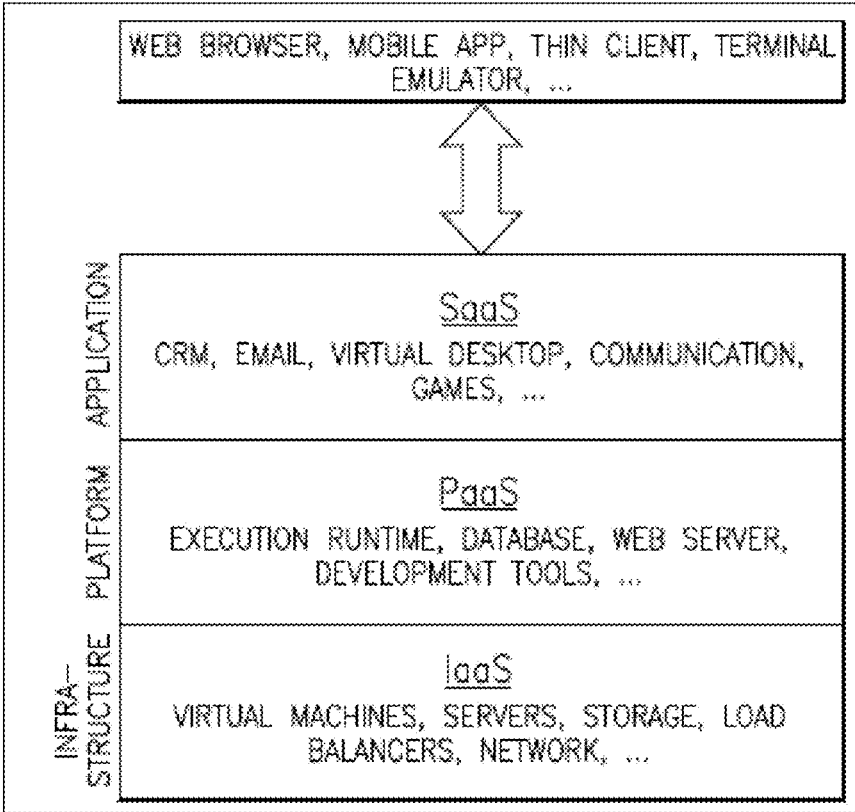 WEB BROWSER, MOBILE APP, THIN CLIENT, TERMINAL
EMULATOR, ...
APPLICATION
SaaS
CRM, EMAIL, VIRTUAL DESKTOP, COMMUNICATION,
GAMES, ...
PLATFORM
PaaS
EXECUTION RUNTIME, DATABASE, WEB SERVER,
DEVELOPMENT TOOLS, ...
INFRA-
STRUCTURE
IaaS
VIRTUAL MACHINES, SERVERS, STORAGE, LOAD
BALANCERS, NETWORK, ...